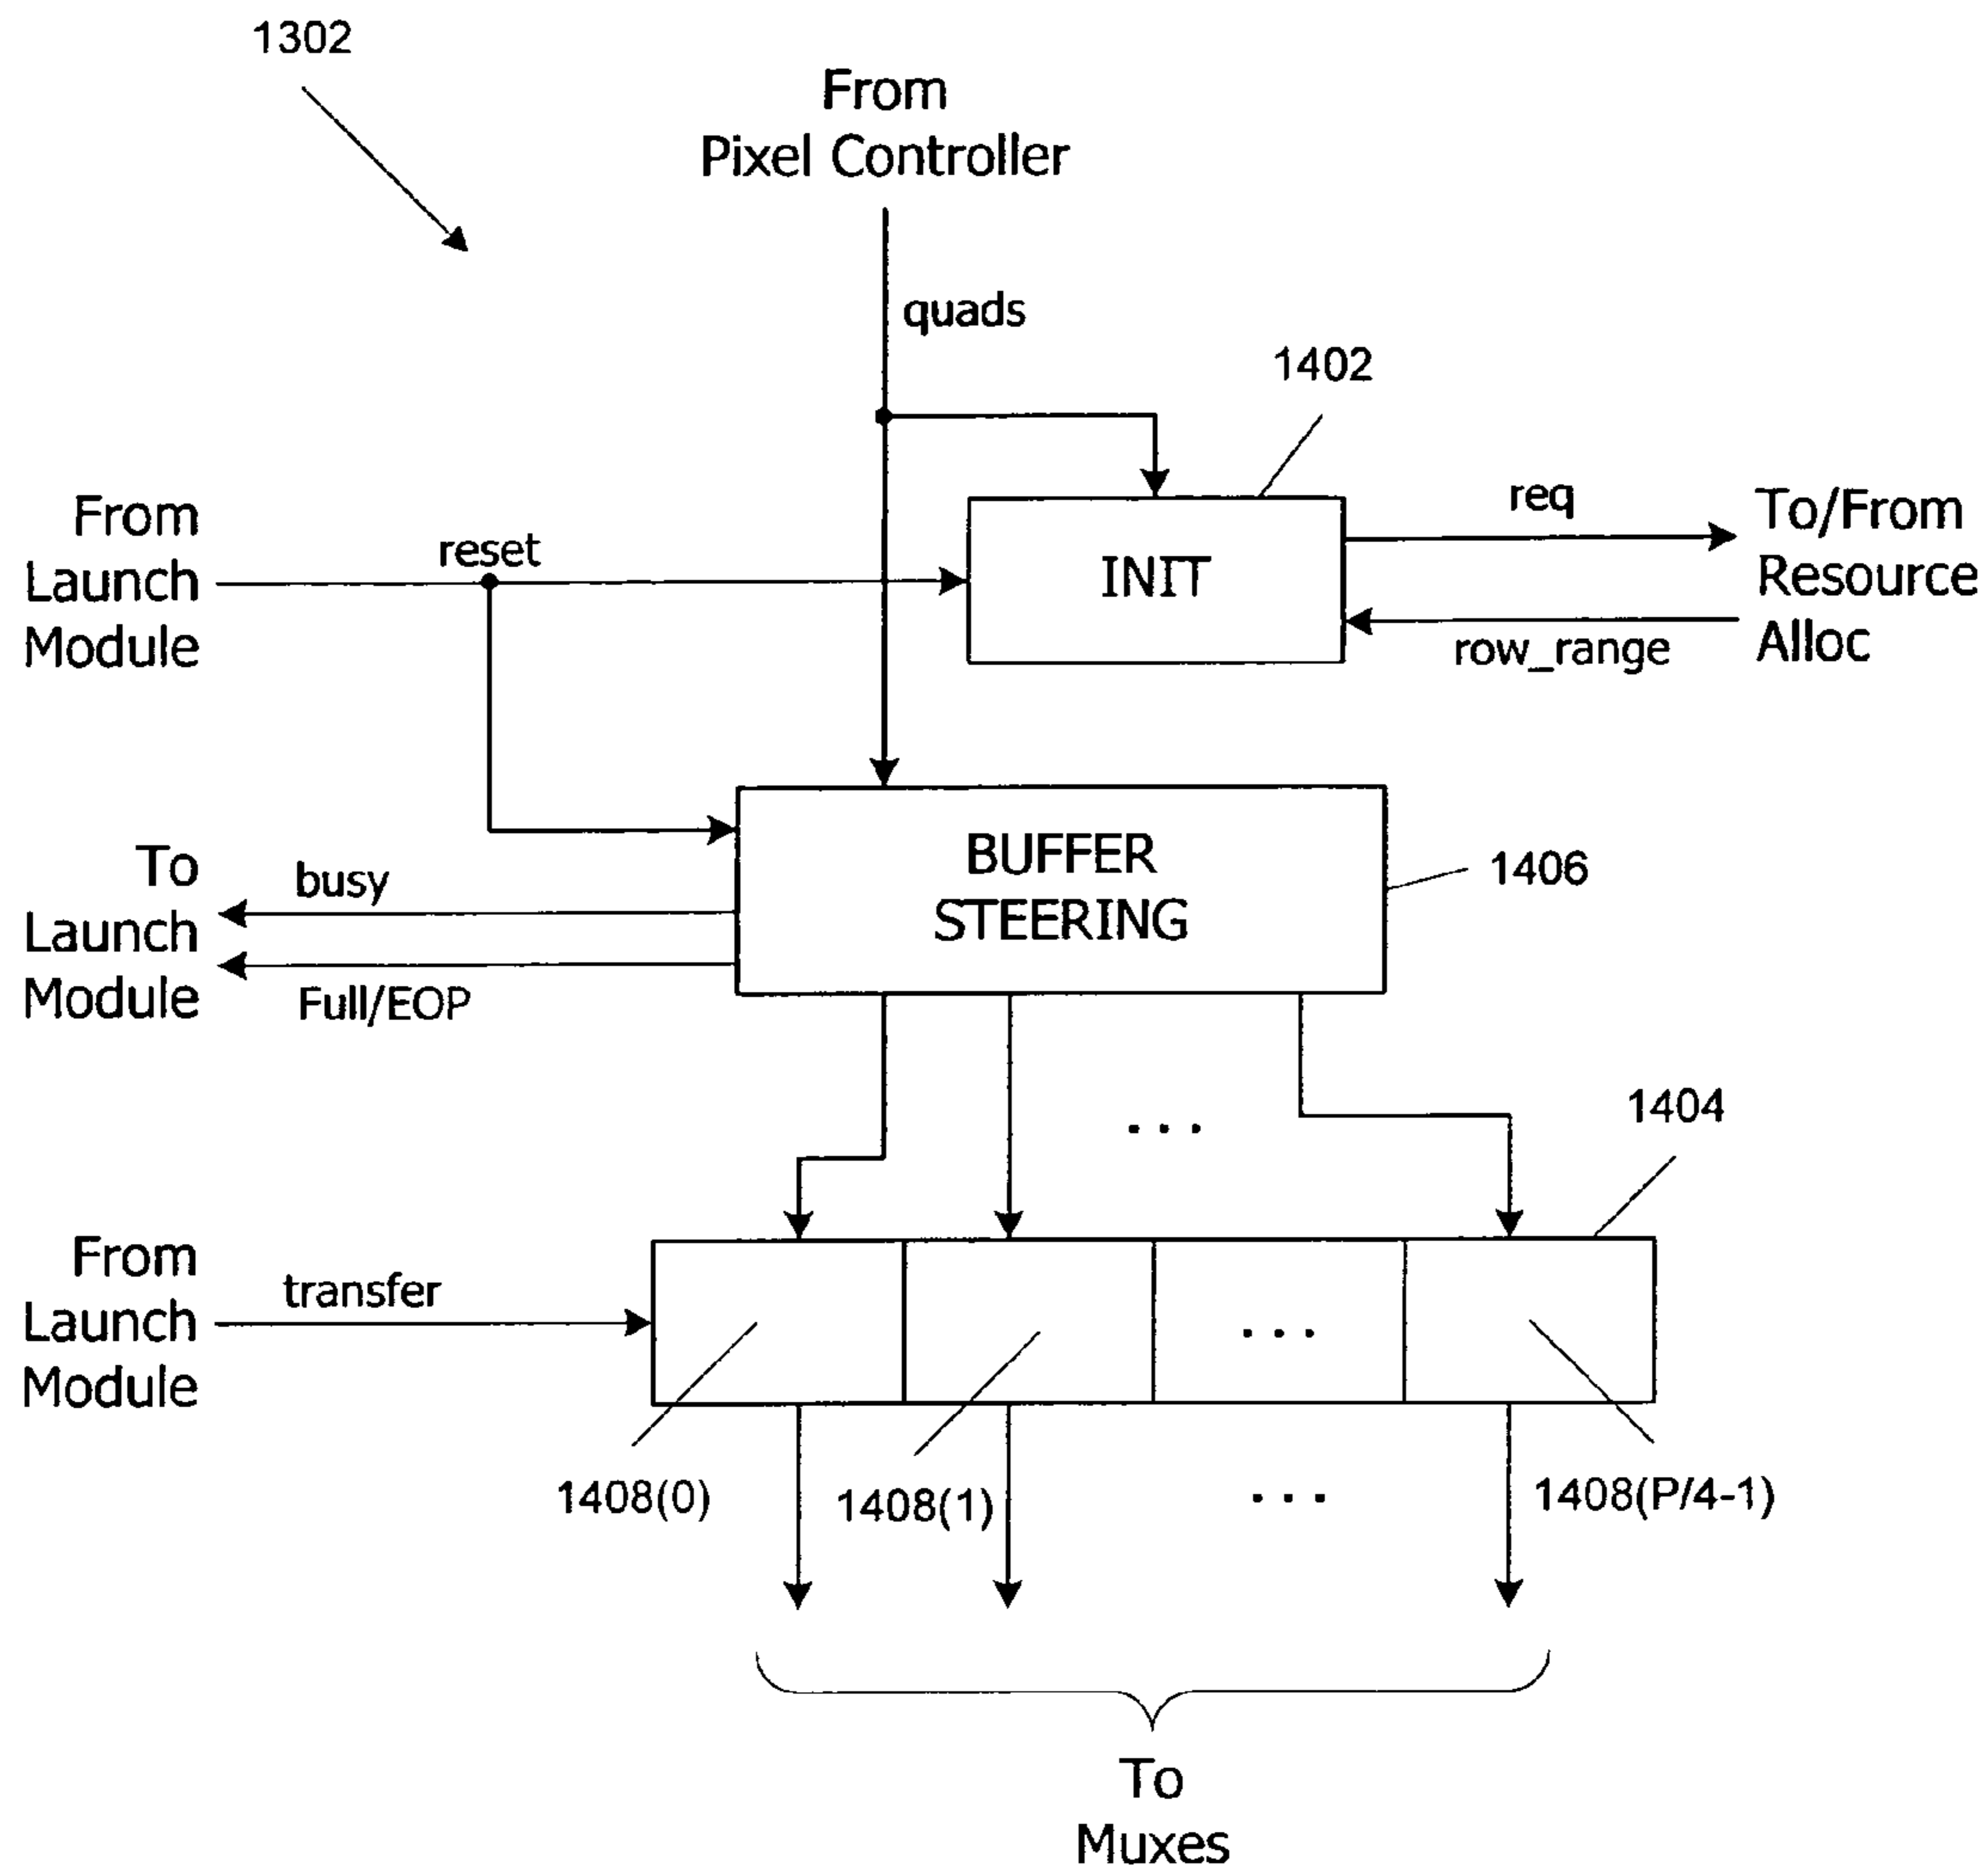 1302
From
Pixel Controller
quads
1402
From
Launch
Module
reset
INIT
req
row_range
To/From
Resource
Alloc
To
Launch
Module
busy
Full/EOP
BUFFER
STEERING
1406
...
1404
From
Launch
Module
transfer
...
1408(0)
1408(1)
...
1408(P/4-1)
To
Muxes